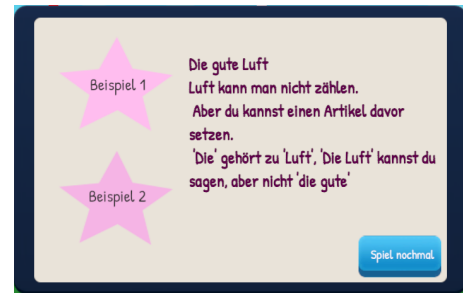 Beispiel 1
Beispiel 2
Die gute Luft
Luft kann man nicht zählen.
Aber du kannst einen Artikel davor
setzen.
'Die' gehört zu 'Luft', 'Die Luft' kannst du
sagen, aber nicht 'die gute'
Spiel nochmal